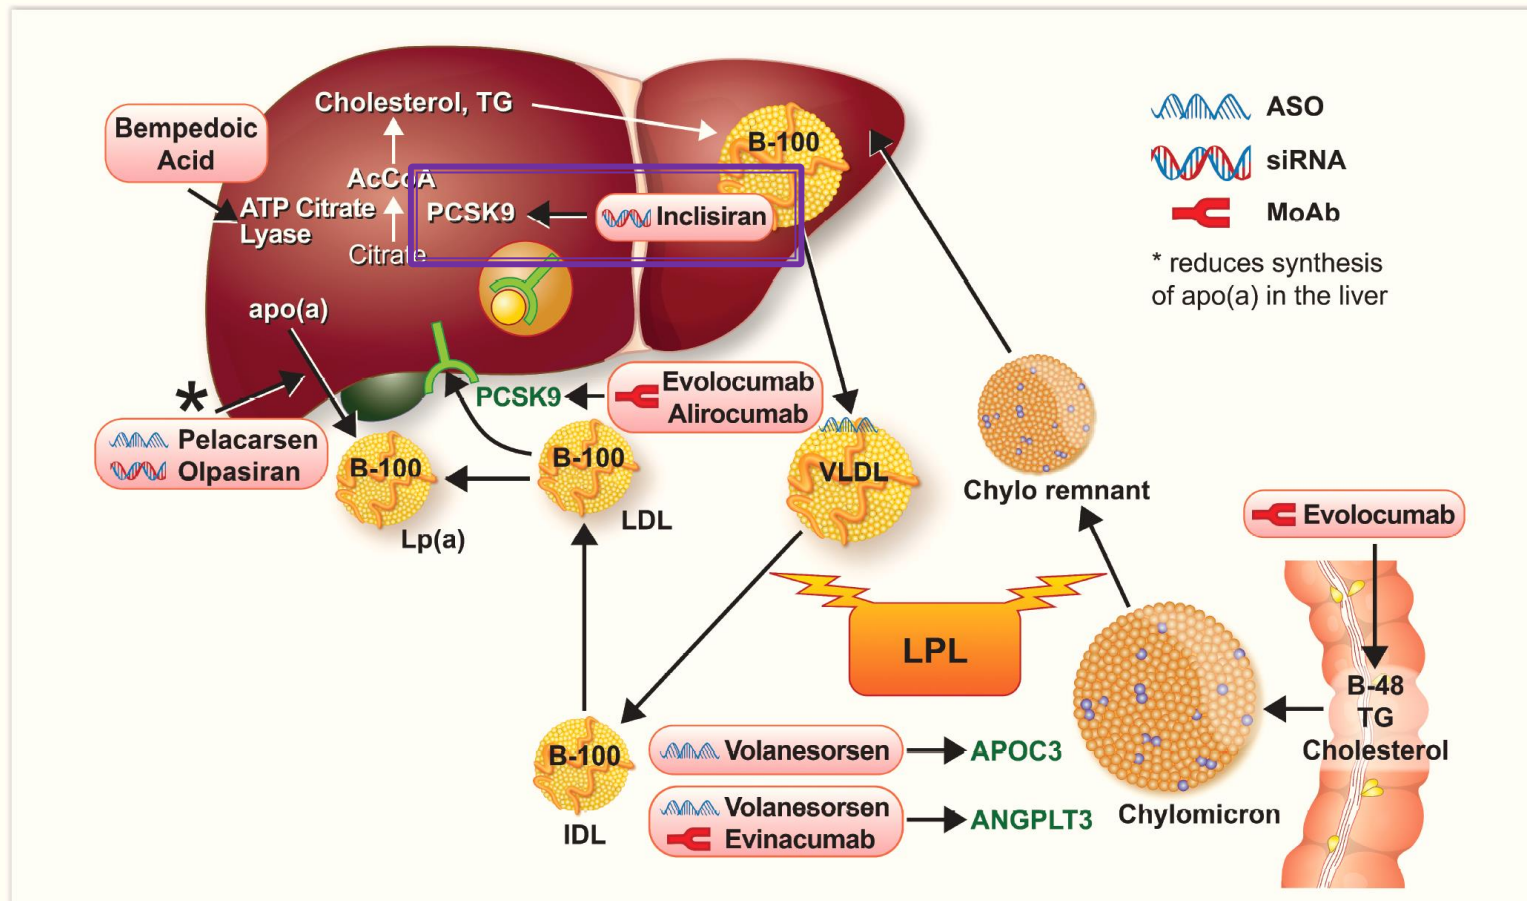 Cholesterol, TG
Bempedoic
Acid
B-100
AcCoA
ATP Citrate
Lyase
PCSK9
Inclisiran
Citrate
apo(a)
ASO
siRNA
MoAb
* reduces synthesis
of apo(a) in the liver
*
Pelacarsen
Olpasiran
PCSK9
Evolocumab
Alirocumab
B-100
Lp(a)
B-100
LDL
VLDL
Chylo remnant
Evolocumab
LPL
B-48
TG
Cholesterol
B-100
IDL
Volanesorsen
APOC3
Volanesorsen
Evinacumab
ANGPLT3
Chylomicron